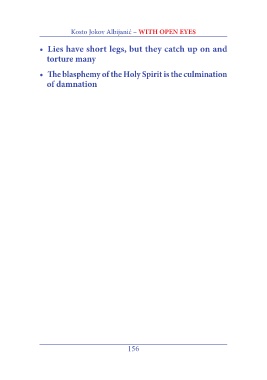 Kosto Jokov Albijanić – WITH OPEN EYES
• Lies have short legs, but they catch up on and
torture many
• The blasphemy of the Holy Spirit is the culmination
of damnation
156